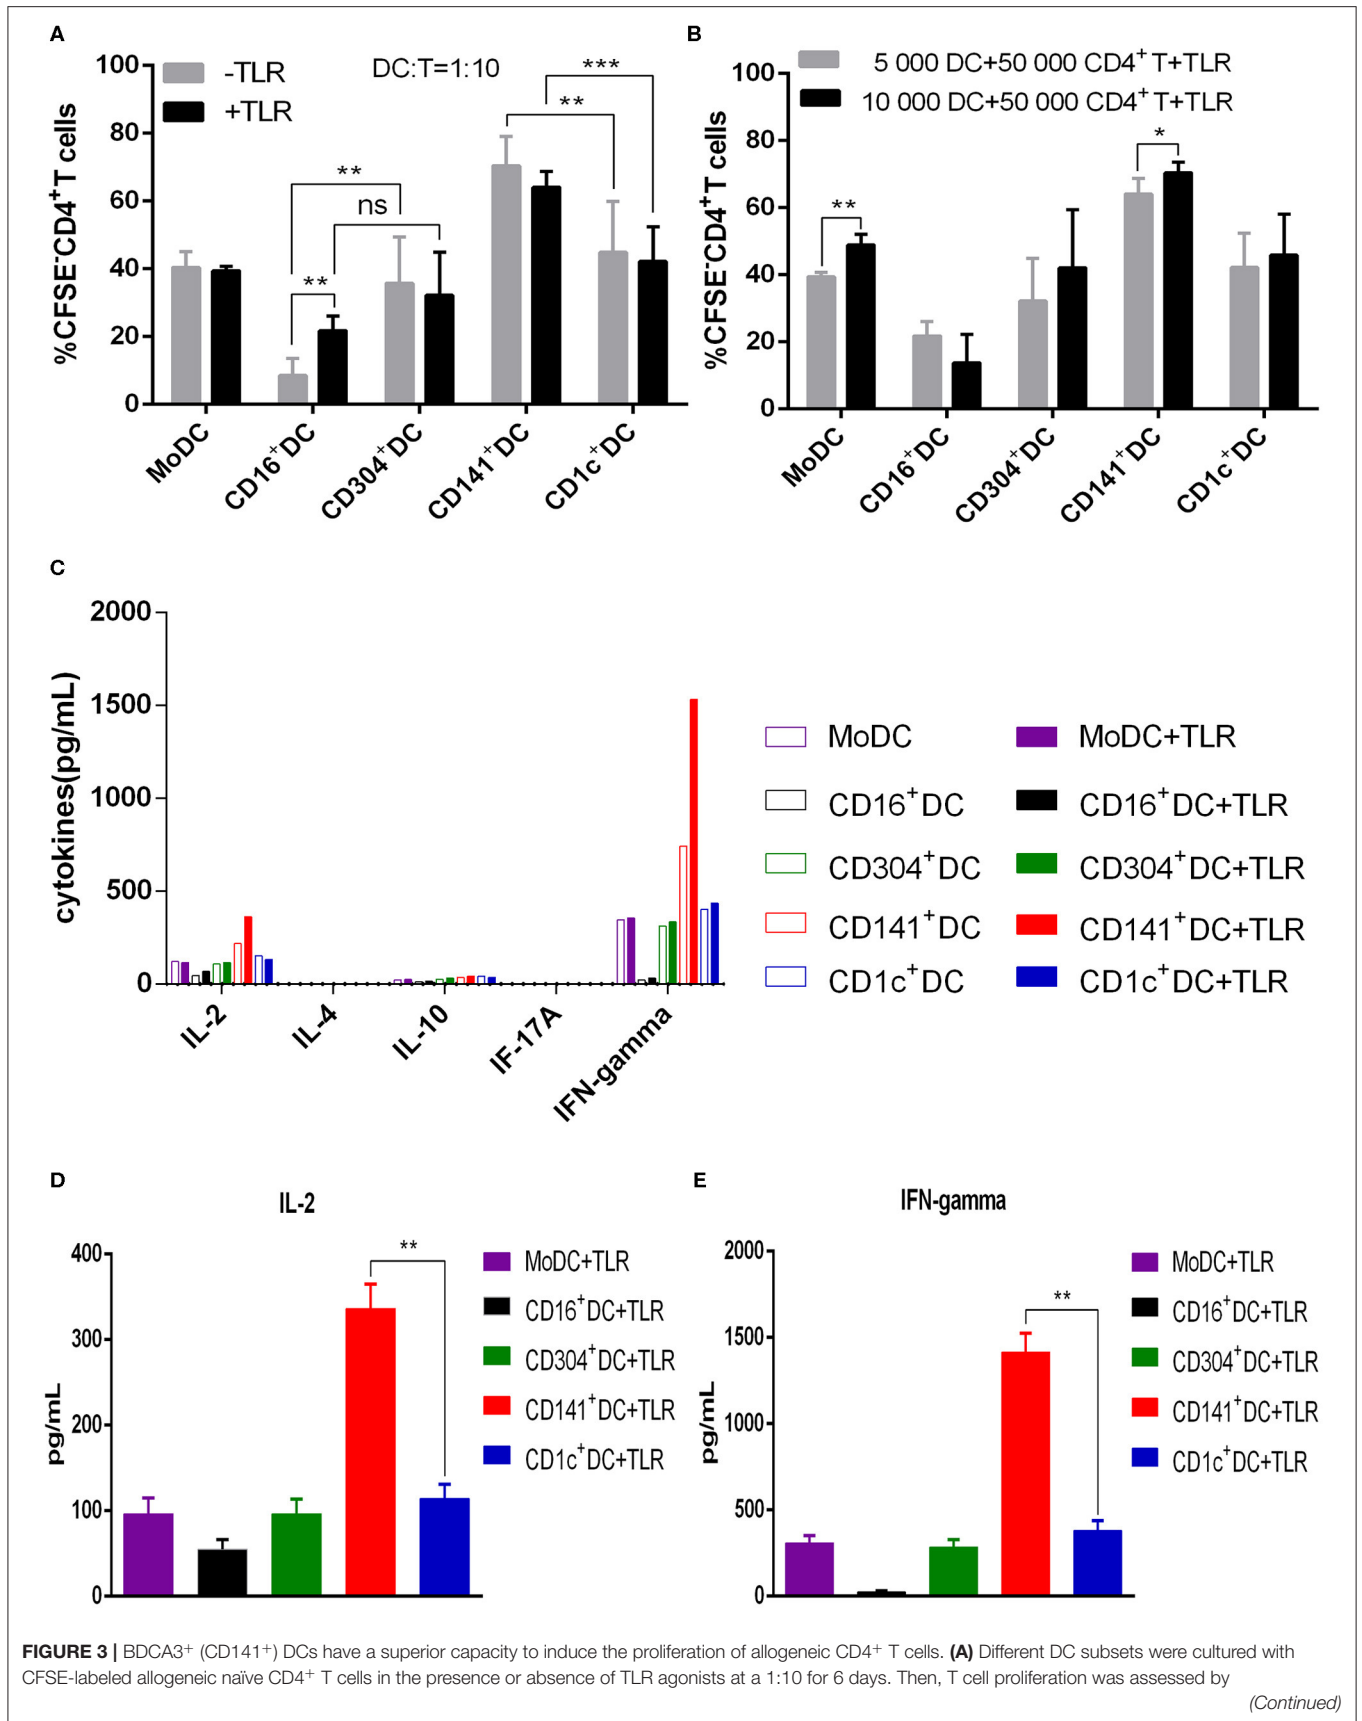 A
-TLR
+TLR
DC:T=1:10
**
ns
**
**
***
%CFSE⁻CD4⁺T cells
100
80
60
40
20
0
MoDC
CD16⁺DC
CD304⁺DC
CD141⁺DC
CD1c⁺DC
B
5 000 DC+50 000 CD4⁺ T+TLR
10 000 DC+50 000 CD4⁺ T+TLR
**
*
%CFSE⁻CD4⁺T cells
100
80
60
40
20
0
MoDC
CD16⁺DC
CD304⁺DC
CD141⁺DC
CD1c⁺DC
C
cytokines(pg/mL)
2000
1500
1000
500
0
IL-2
IL-4
IL-10
IF-17A
IFN-gamma
MoDC
MoDC+TLR
CD16⁺DC
CD16⁺DC+TLR
CD304⁺DC
CD304⁺DC+TLR
CD141⁺DC
CD141⁺DC+TLR
CD1c⁺DC
CD1c⁺DC+TLR
D
IL-2
pg/mL
400
300
200
100
0
**
MoDC+TLR
CD16⁺DC+TLR
CD304⁺DC+TLR
CD141⁺DC+TLR
CD1c⁺DC+TLR
E
IFN-gamma
pg/mL
2000
1500
1000
500
0
**
MoDC+TLR
CD16⁺DC+TLR
CD304⁺DC+TLR
CD141⁺DC+TLR
CD1c⁺DC+TLR
FIGURE 3 | BDCA3⁺ (CD141⁺) DCs have a superior capacity to induce the proliferation of allogeneic CD4⁺ T cells. (A) Different DC subsets were cultured with
CFSE-labeled allogeneic naïve CD4⁺ T cells in the presence or absence of TLR agonists at a 1:10 for 6 days. Then, T cell proliferation was assessed by
(Continued)